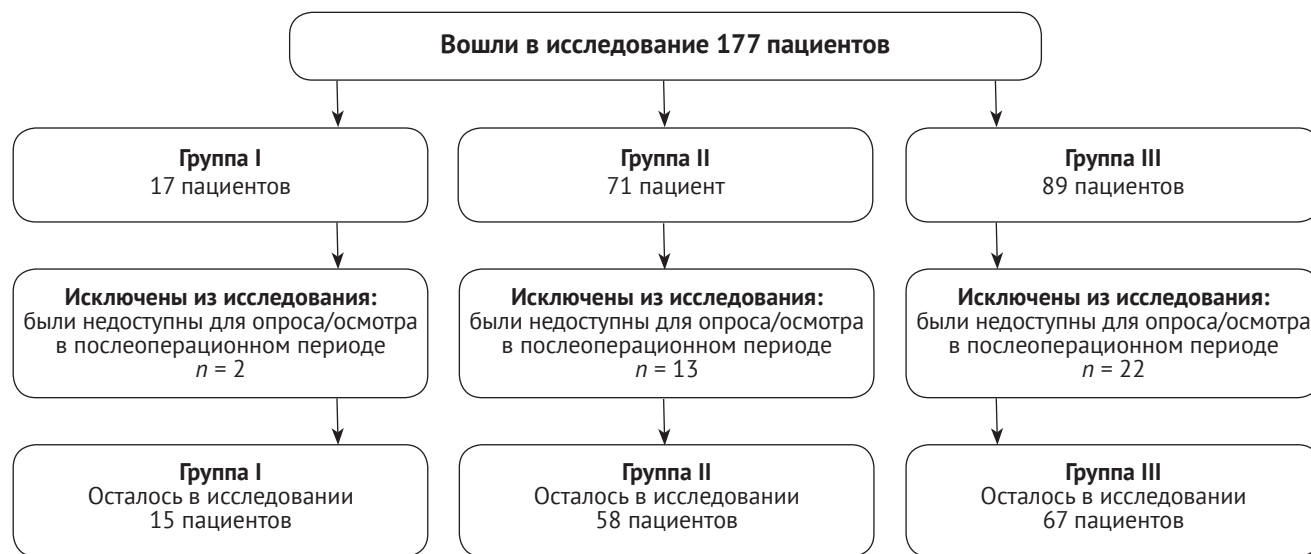 Вошли в исследование 177 пациентов
Группа I
17 пациентов
Группа II
71 пациент
Группа III
89 пациентов
Исключены из исследования:
были недоступны для опроса/осмотра
в послеоперационном периоде
n = 2
Исключены из исследования:
были недоступны для опроса/осмотра
в послеоперационном периоде
n = 13
Исключены из исследования:
были недоступны для опроса/осмотра
в послеоперационном периоде
n = 22
Группа I
Осталось в исследовании
15 пациентов
Группа II
Осталось в исследовании
58 пациентов
Группа III
Осталось в исследовании
67 пациентов